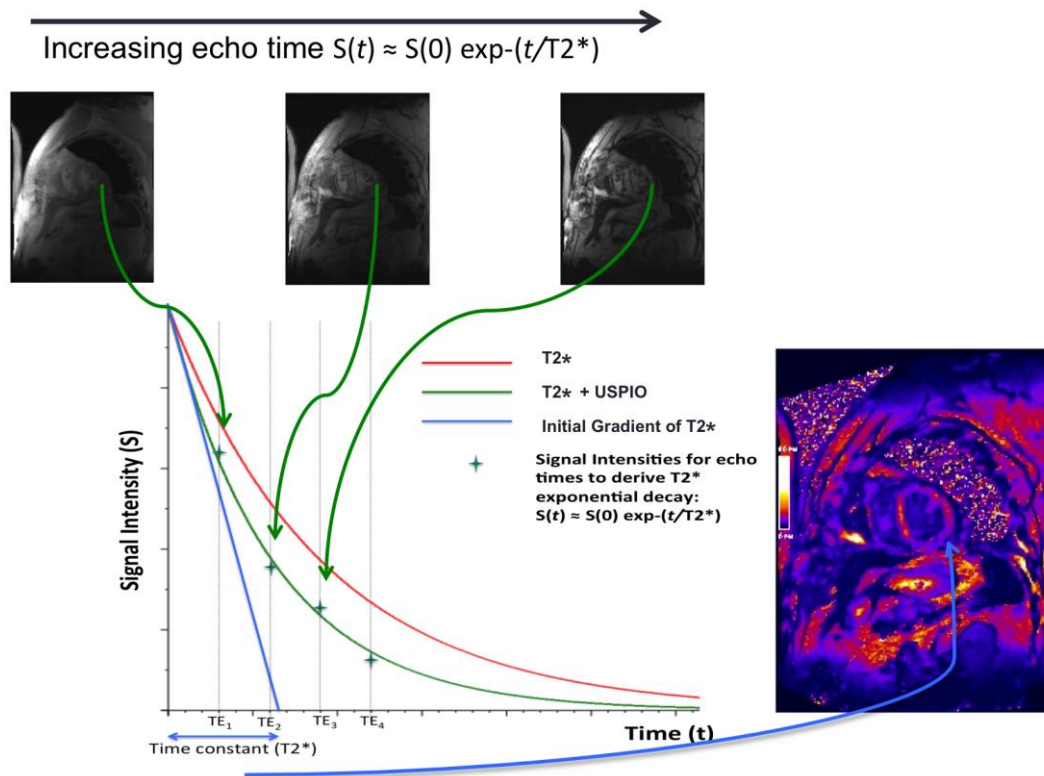 Increasing echo time S(t) ≈ S(0) exp-(t/T2*)
T2*
T2* + USPIO
Initial Gradient of T2*
Signal Intensities for echo
times to derive T2*
exponential decay:
S(t) ≈ S(0) exp-(t/T2*)
Signal Intensity (S)
TE1
TE2
TE3
TE4
Time (t)
Time constant (T2*)